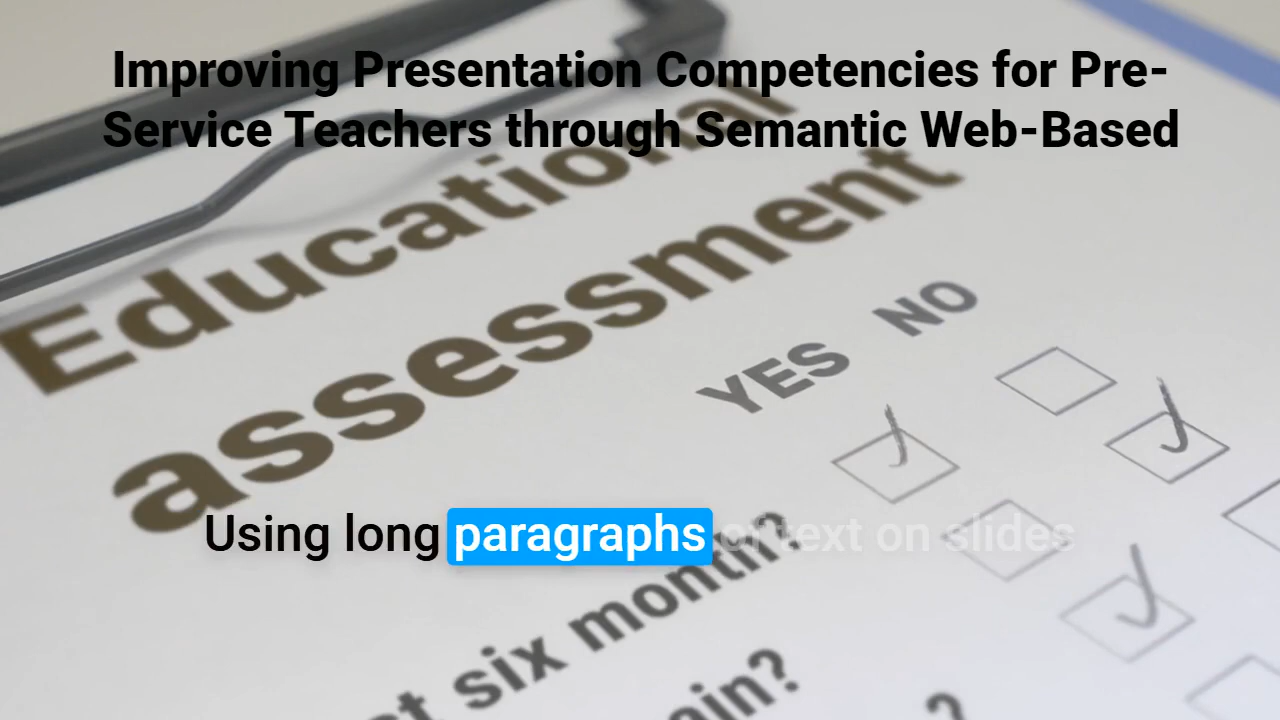 Improving Presentation Competencies for Pre-
Service Teachers through Semantic Web-Based
Educational
assessment
YES NO
Using long paragraphs of text on slides
six month?
?